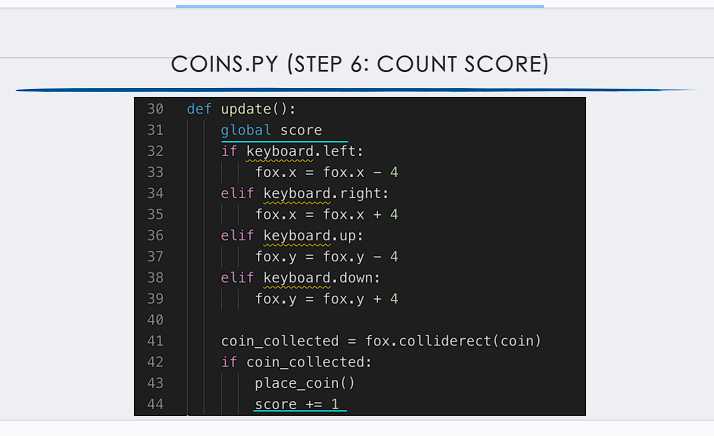 COINS.PY (STEP 6: COUNT SCORE)
30 def update():
31     global score
32     if keyboard.left:
33         fox.x = fox.x - 4
34     elif keyboard.right:
35         fox.x = fox.x + 4
36     elif keyboard.up:
37         fox.y = fox.y - 4
38     elif keyboard.down:
39         fox.y = fox.y + 4
40
41     coin_collected = fox.colliderect(coin)
42     if coin_collected:
43         place_coin()
44         score += 1